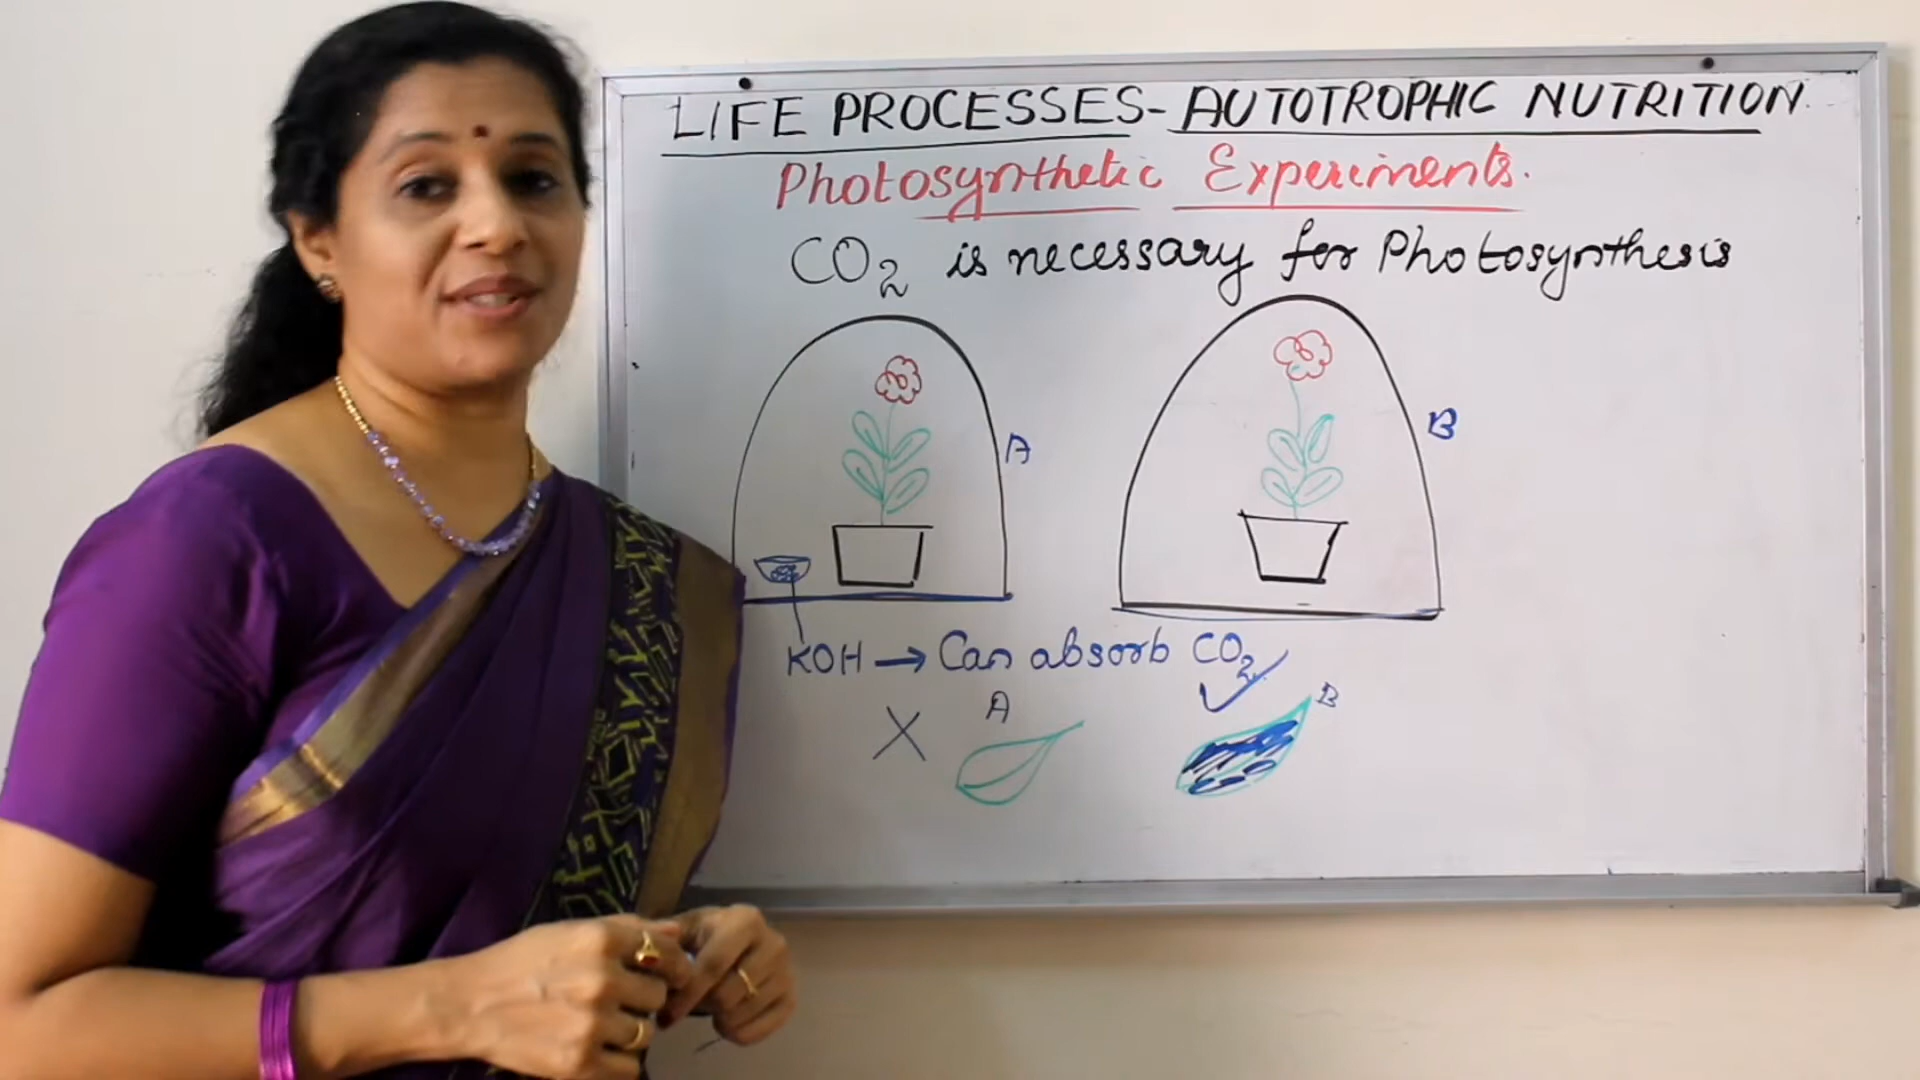 LIFE PROCESSES- AUTOTROPHIC NUTRITION.
Photosynthetic Experiments.
CO₂ is necessary for Photosynthesis
A
B
KOH → Can absorb CO₂
A
B